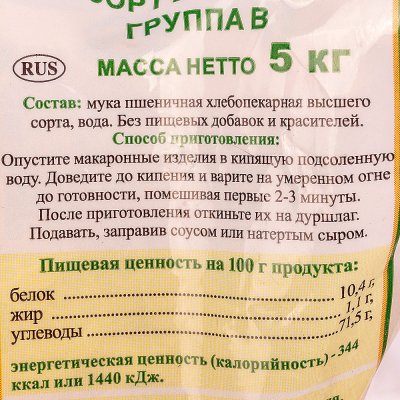 СОРТ
ГРУППА В
RUS МАССА НЕТТО 5 КГ
Состав: мука пшеничная хлебопекарная высшего
сорта, вода. Без пищевых добавок и красителей.
Способ приготовления:
Опустите макаронные изделия в кипящую подсоленную
воду. Доведите до кипения и варите на умеренном огне
до готовности, помешивая первые 2-3 минуты.
После приготовления откиньте их на дуршлаг.
Подавать, заправив соусом или натертым сыром.
Пищевая ценность на 100 г продукта:
белок 10,4 г,
жир 1,1 г,
углеводы 71,5 г,
энергетическая ценность (калорийность) - 344
ккал или 1440 кДж.